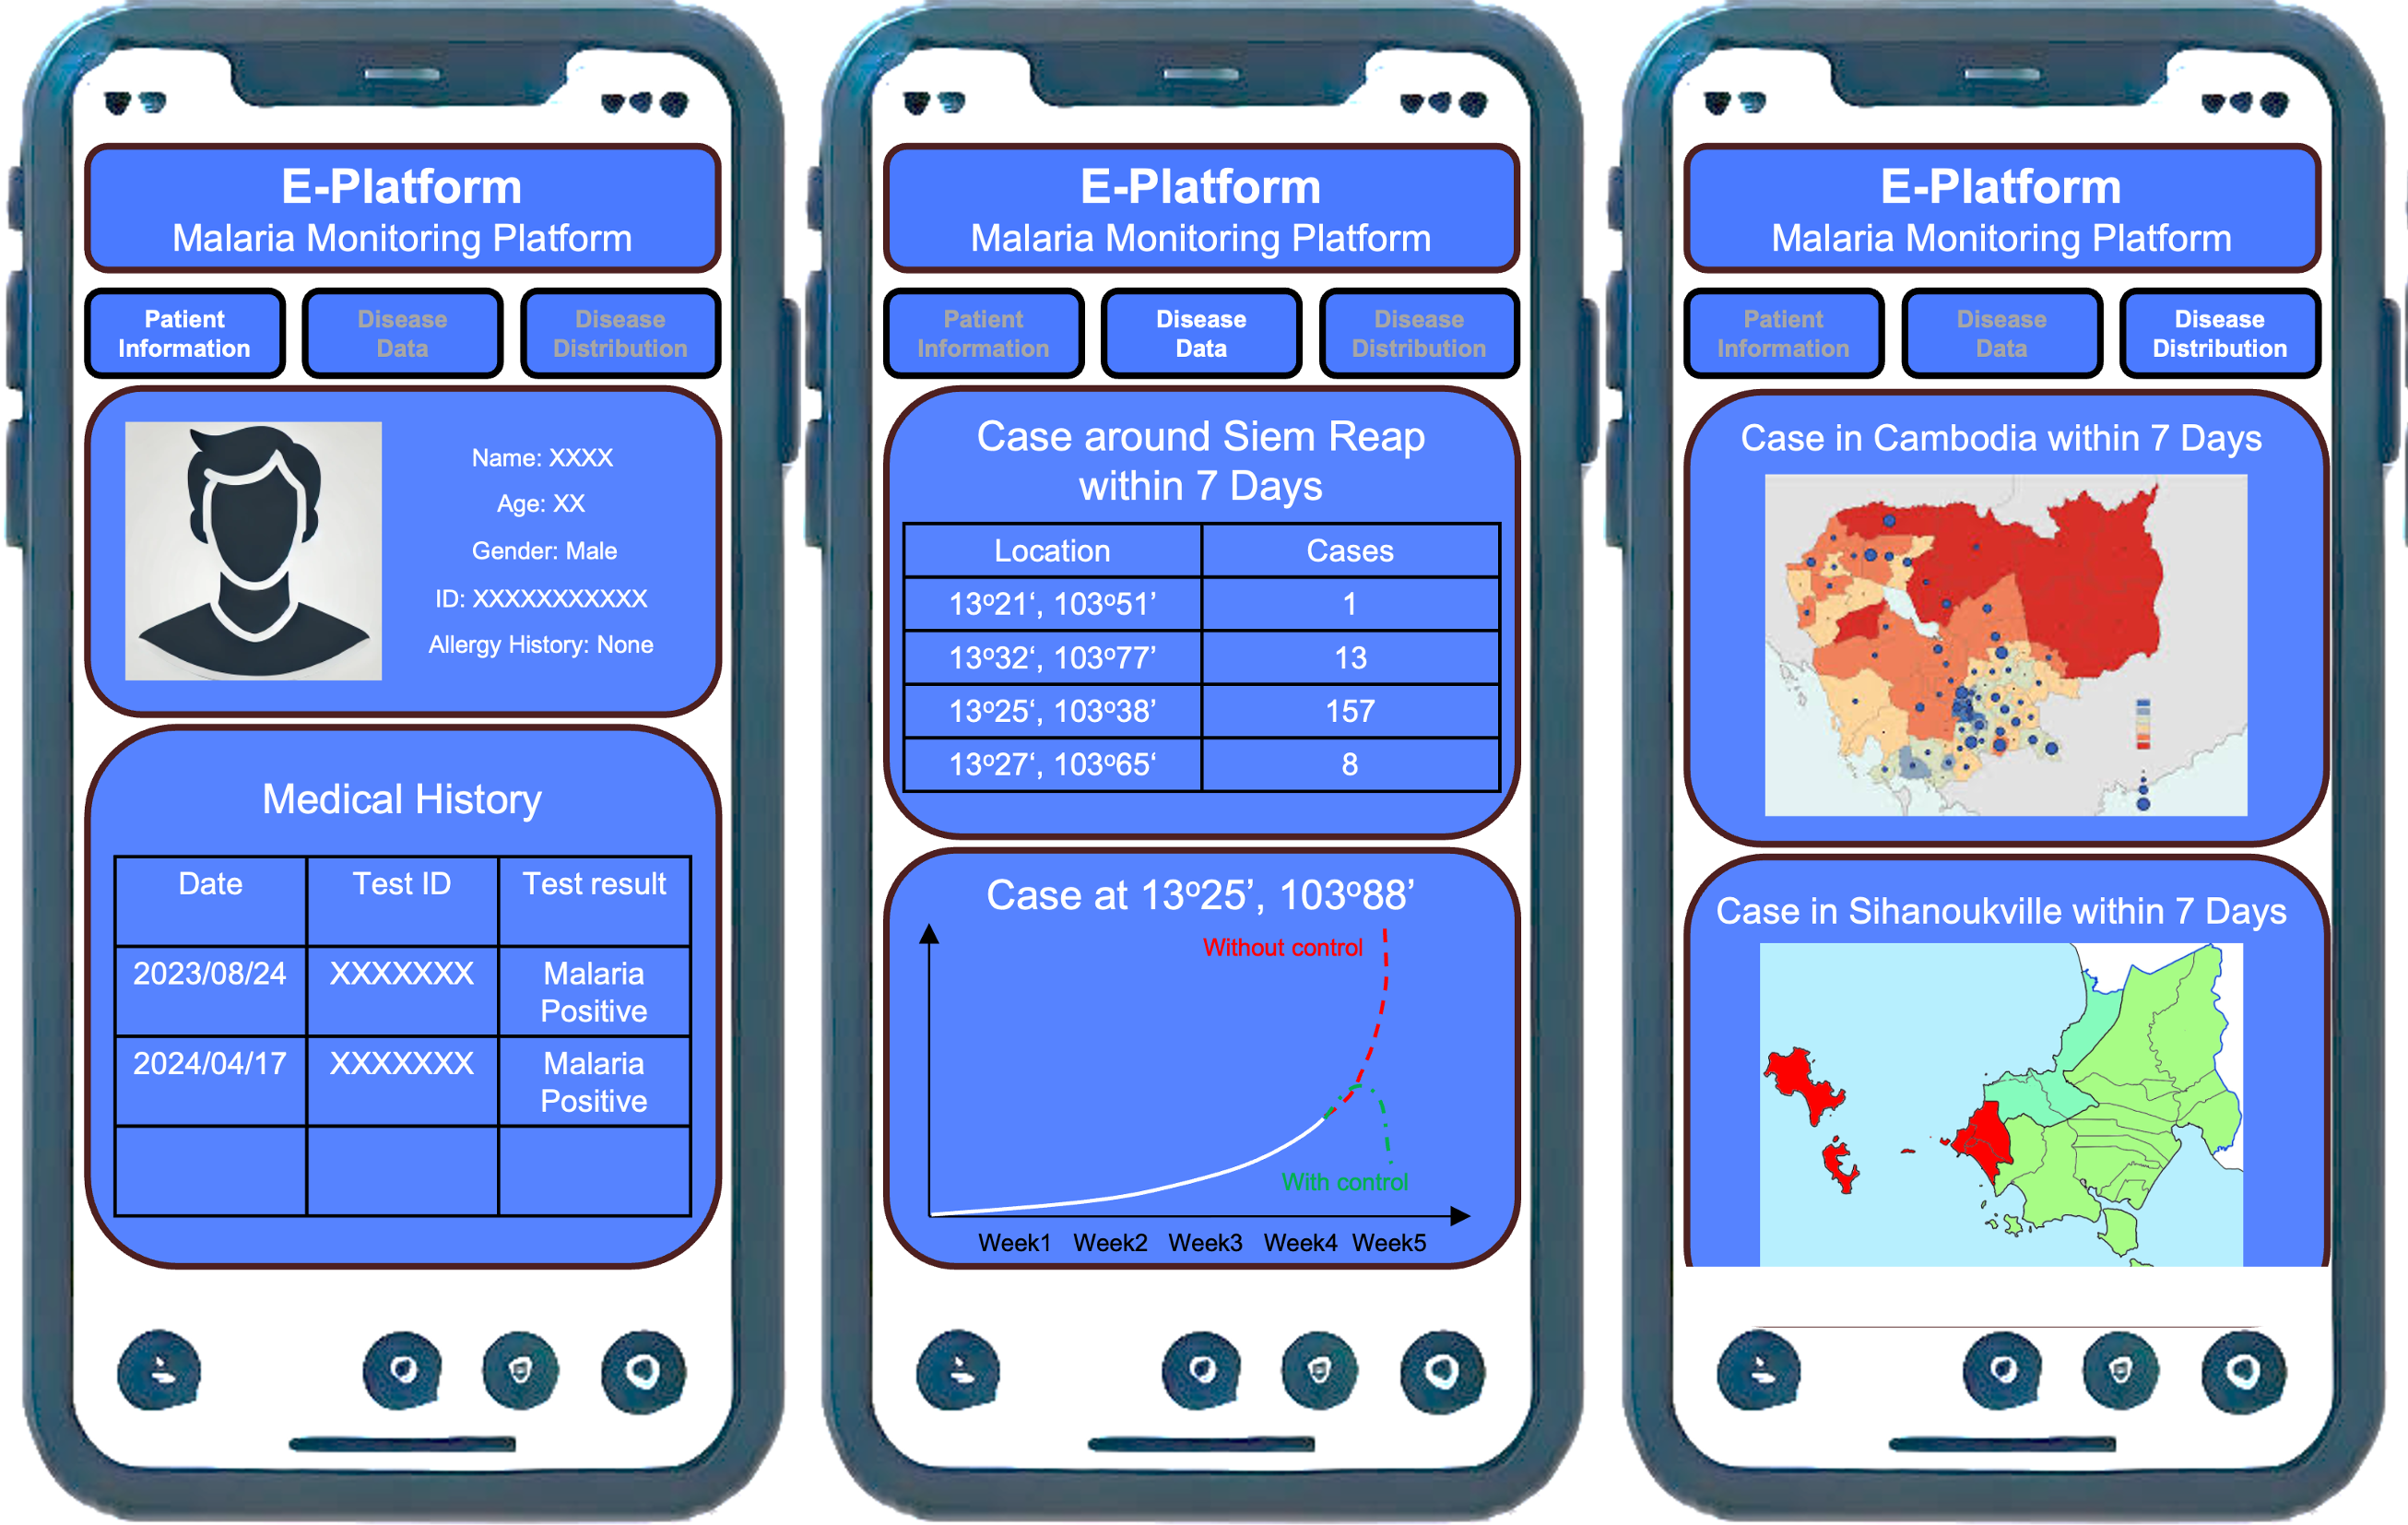 E-Platform
Malaria Monitoring Platform
Patient
Information
Disease
Data
Disease
Distribution
Name: XXXX
Age: XX
Gender: Male
ID: XXXXXXXXXXX
Allergy History: None
Medical History
Date Test ID Test result
2023/08/24 XXXXXXX Malaria
Positive
2024/04/17 XXXXXXX Malaria
Positive
E-Platform
Malaria Monitoring Platform
Patient
Information
Disease
Data
Disease
Distribution
Case around Siem Reap
within 7 Days
Location Cases
13º21‘, 103º51’ 1
13º32‘, 103º77’ 13
13º25‘, 103º38’ 157
13º27‘, 103º65‘ 8
Case at 13º25’, 103º88’
Without control
With control
Week1 Week2 Week3 Week4 Week5
E-Platform
Malaria Monitoring Platform
Patient
Information
Disease
Data
Disease
Distribution
Case in Cambodia within 7 Days
Case in Sihanoukville within 7 Days